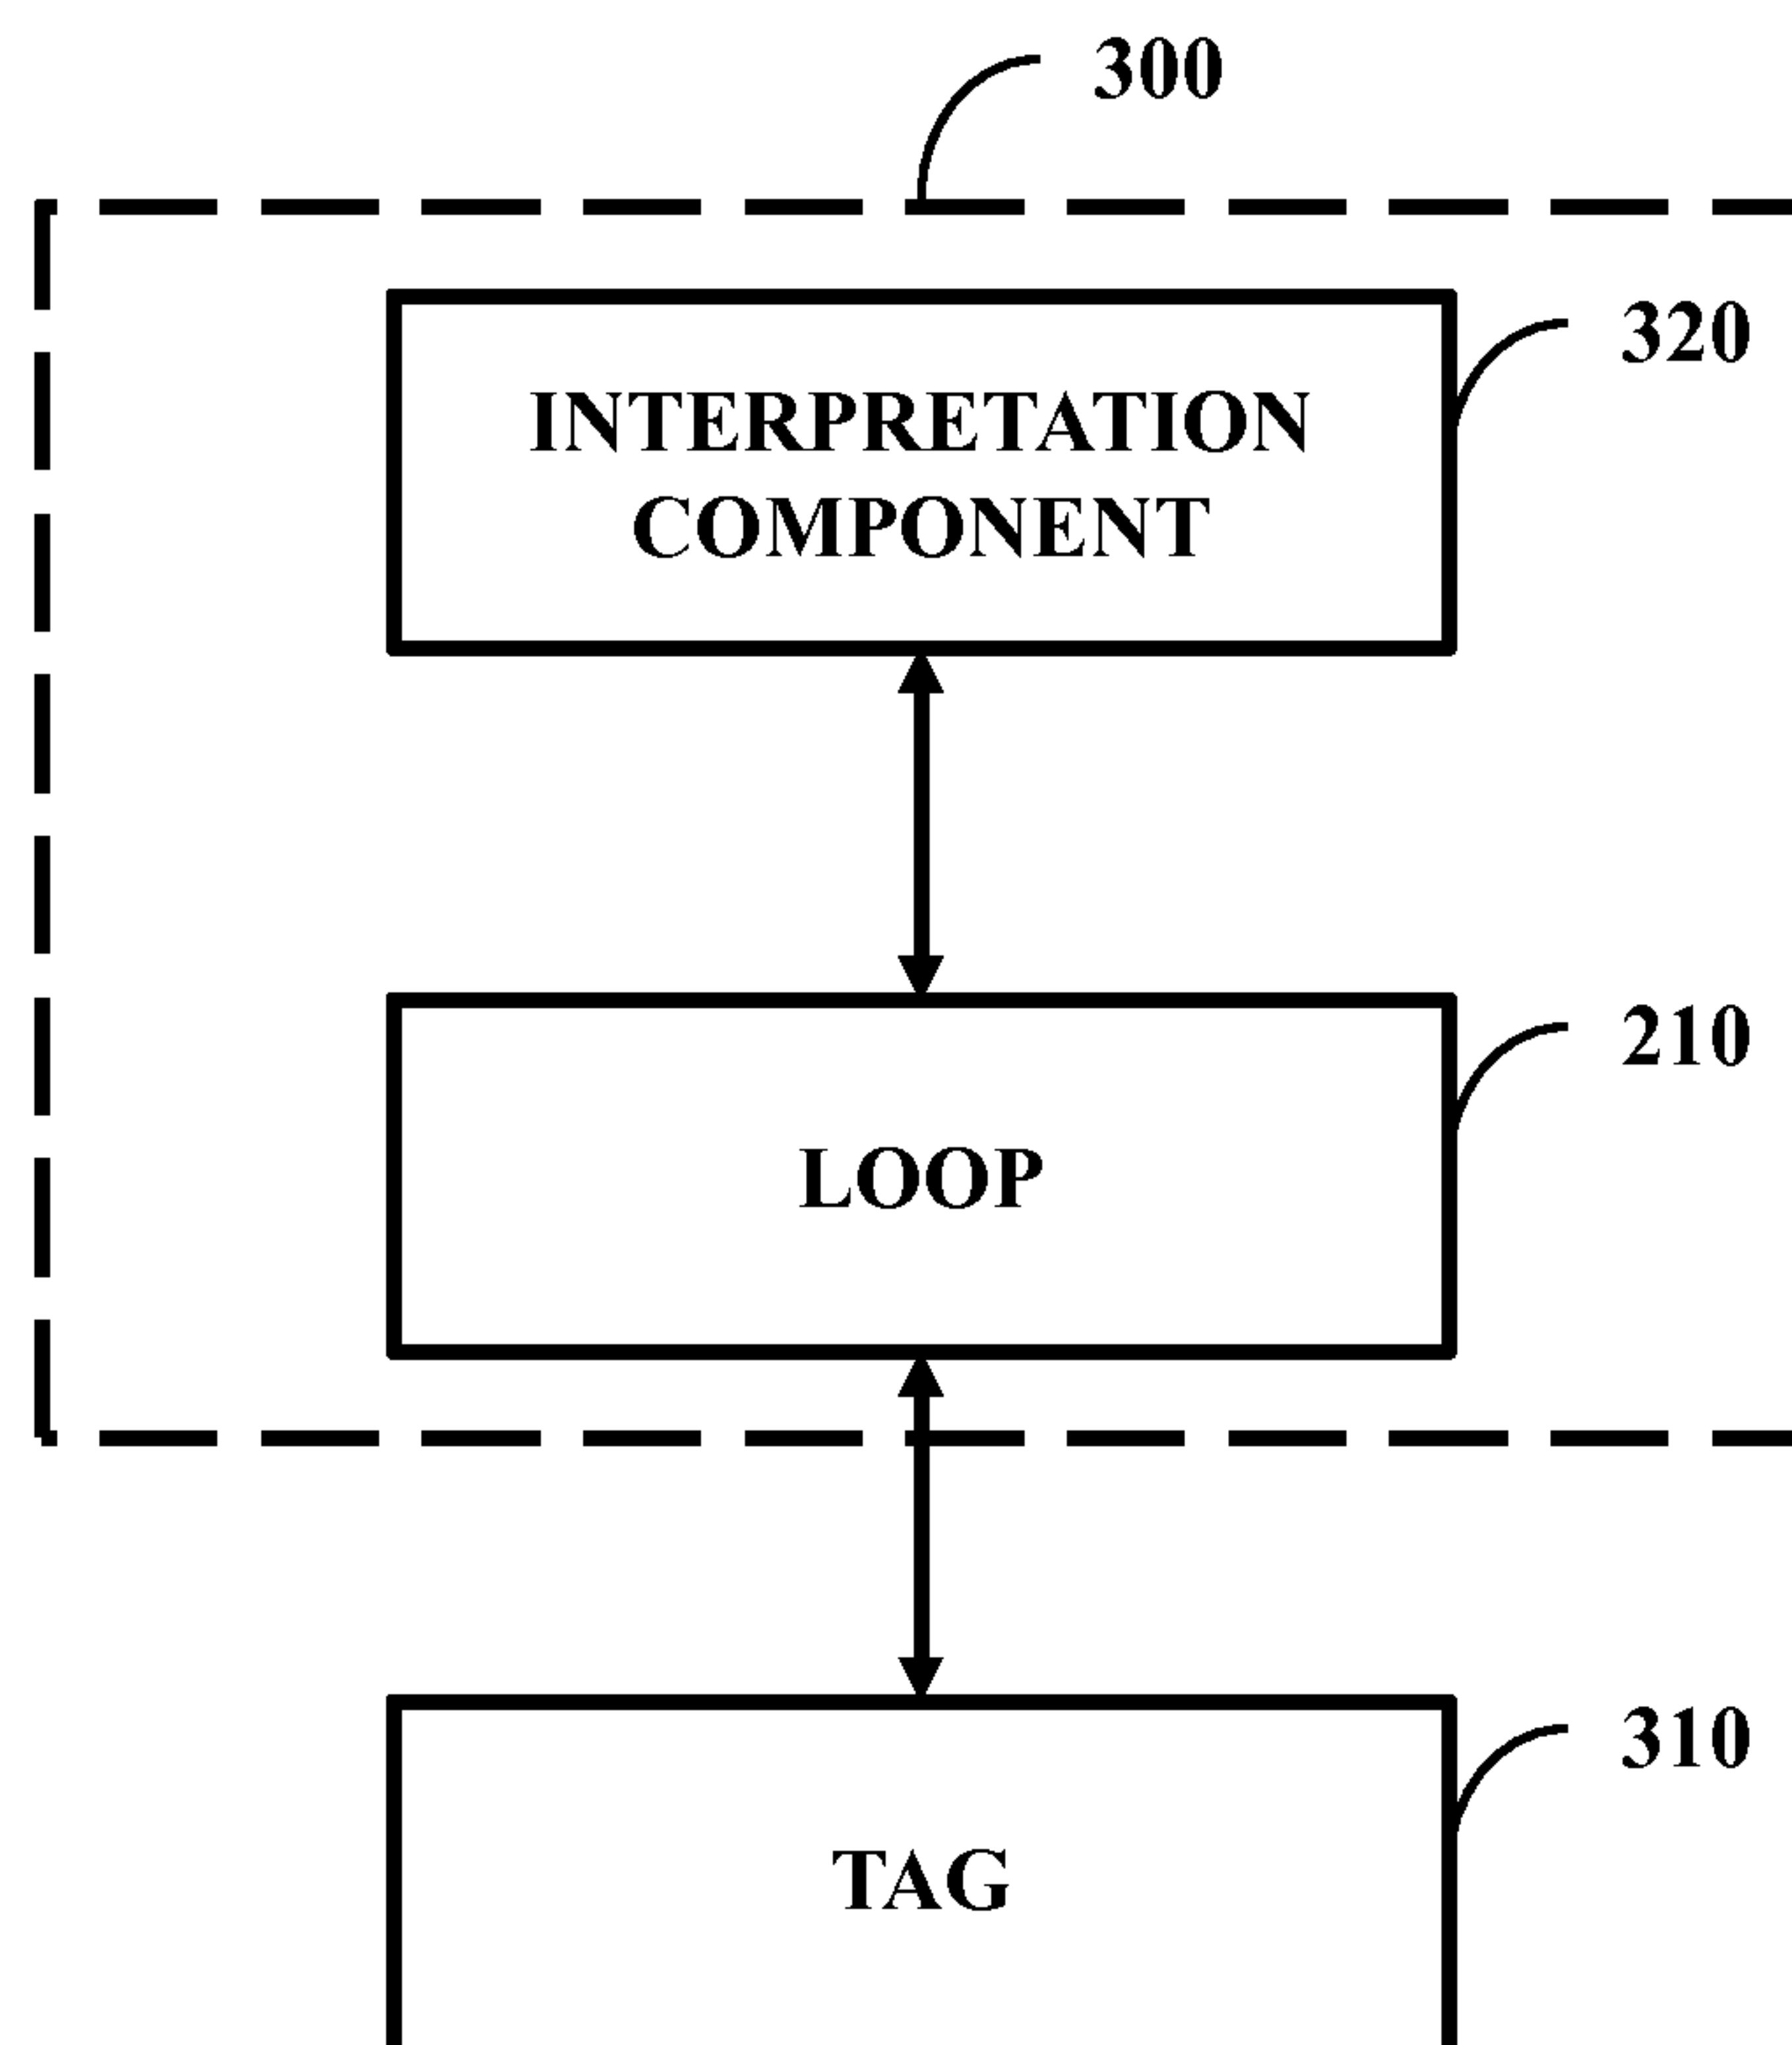 300
320
INTERPRETATION
COMPONENT
210
LOOP
310
TAG